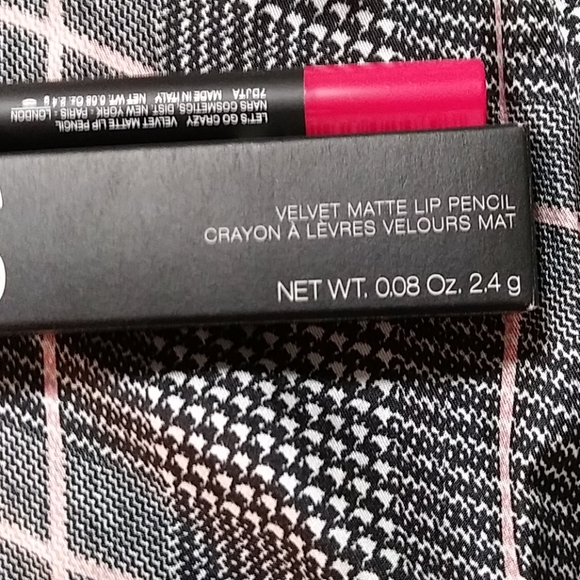 LET'S GO CRAZY VELVET MATTE LIP PENCIL
NARS COSMETICS, DIST. NEW YORK - PARIS - LONDON
7DJTA MADE IN ITALY NET WT. 0.08 OZ. 2.4 g
VELVET MATTE LIP PENCIL
CRAYON À LÈVRES VELOURS MAT
NET WT. 0.08 Oz. 2.4 g